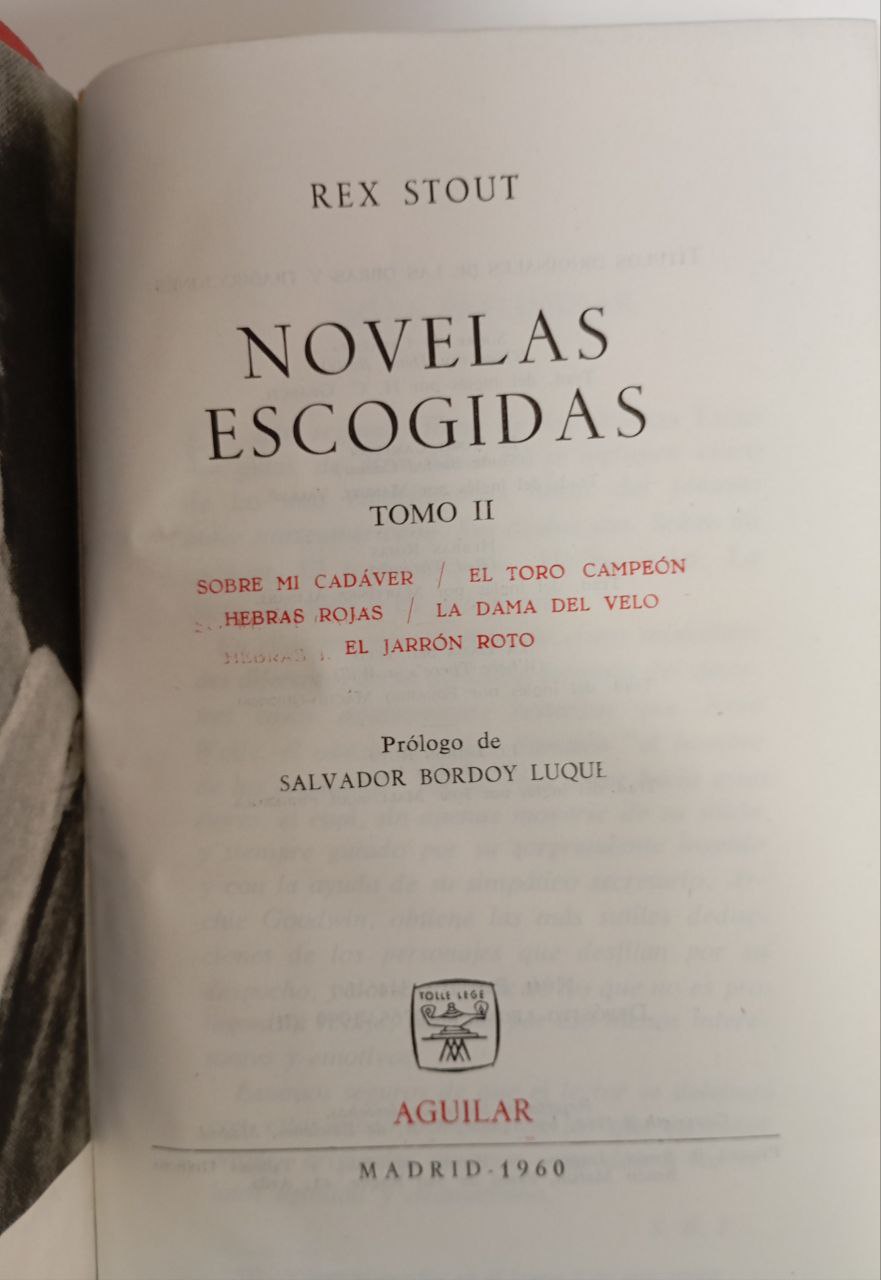 REX STOUT
NOVELAS
ESCOGIDAS
TOMO II
SOBRE MI CADÁVER / EL TORO CAMPEÓN
HEBRAS ROJAS / LA DAMA DEL VELO
EL JARRÓN ROTO
Prólogo de
SALVADOR BORDOY LUQUE
TOLLE LEGE
AGUILAR
MADRID-1960